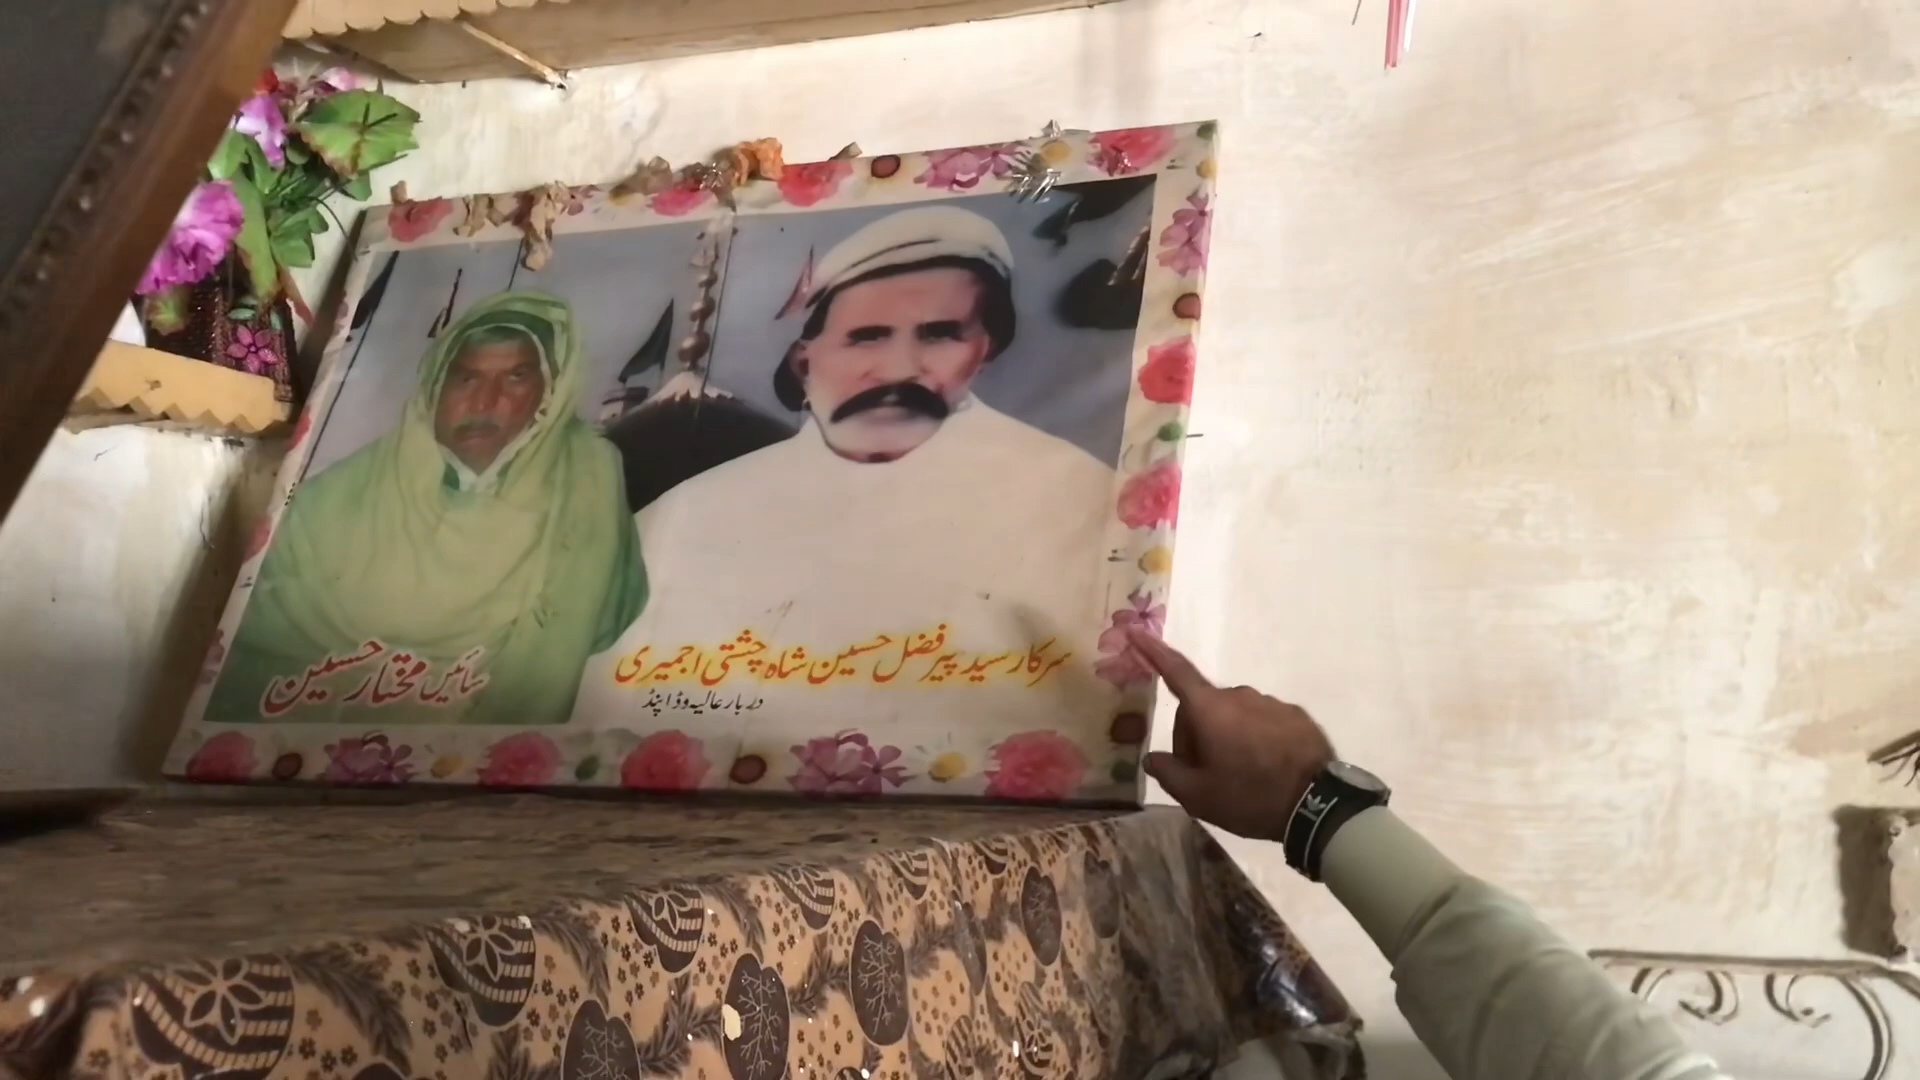 سرکار سید پیر فضل حسین شاہ چشتی اجمیری
دربار عالیہ وڈا پنڈ
سائیں مختار حسین